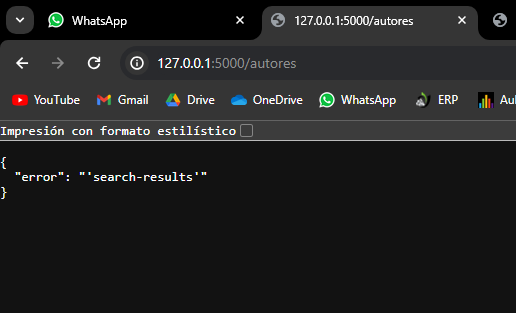 WhatsApp
127.0.0.1:5000/autores
127.0.0.1:5000/autores
YouTube Gmail Drive OneDrive WhatsApp ERP Au
Impresión con formato estilístico
{
"error": "'search-results'"
}